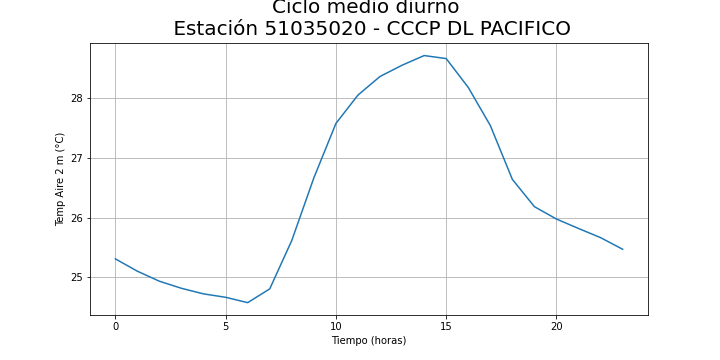 Ciclo medio diurno
Estación 51035020 - CCCP DL PACIFICO
Temp Aire 2 m (°C)
28
27
26
25
0 5 10 15 20
Tiempo (horas)